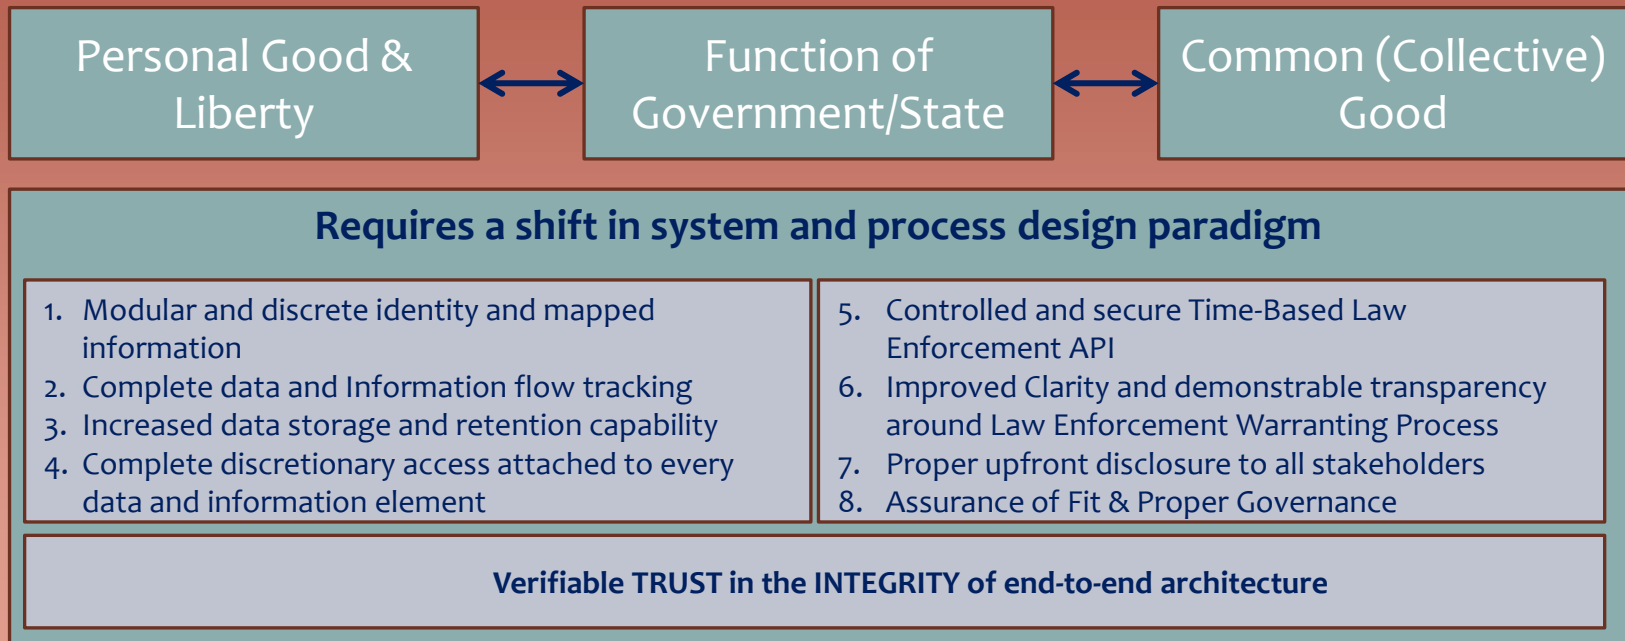 Personal Good &
Liberty
Function of
Government/State
Common (Collective)
Good
Requires a shift in system and process design paradigm
1. Modular and discrete identity and mapped
information
2. Complete data and Information flow tracking
3. Increased data storage and retention capability
4. Complete discretionary access attached to every
data and information element
5. Controlled and secure Time-Based Law
Enforcement API
6. Improved Clarity and demonstrable transparency
around Law Enforcement Warranting Process
7. Proper upfront disclosure to all stakeholders
8. Assurance of Fit & Proper Governance
Verifiable TRUST in the INTEGRITY of end-to-end architecture